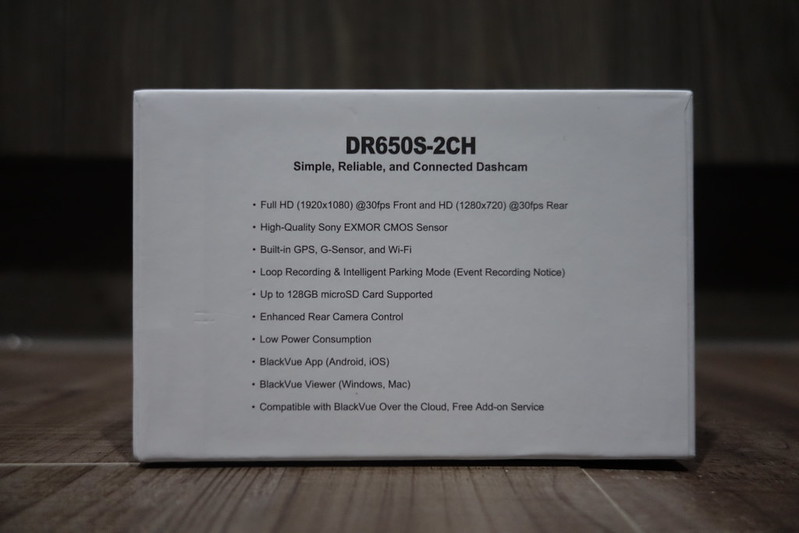 DR650S-2CH
Simple, Reliable, and Connected Dashcam
• Full HD (1920x1080) @30fps Front and HD (1280x720) @30fps Rear
• High-Quality Sony EXMOR CMOS Sensor
• Built-in GPS, G-Sensor, and Wi-Fi
• Loop Recording & Intelligent Parking Mode (Event Recording Notice)
• Up to 128GB microSD Card Supported
• Enhanced Rear Camera Control
• Low Power Consumption
• BlackVue App (Android, iOS)
• BlackVue Viewer (Windows, Mac)
• Compatible with BlackVue Over the Cloud, Free Add-on Service